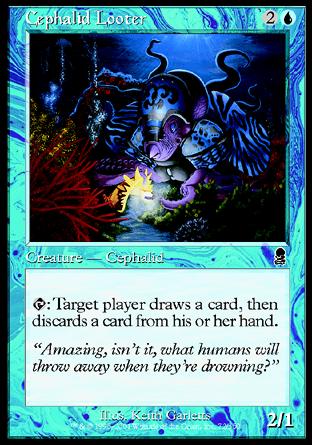 Cephalid Looter 2
Creature — Cephalid
: Target player draws a card, then
discards a card from his or her hand.
“Amazing, isn’t it, what humans will
throw away when they’re drowning?”
Illus. Keith Garletts
2/1